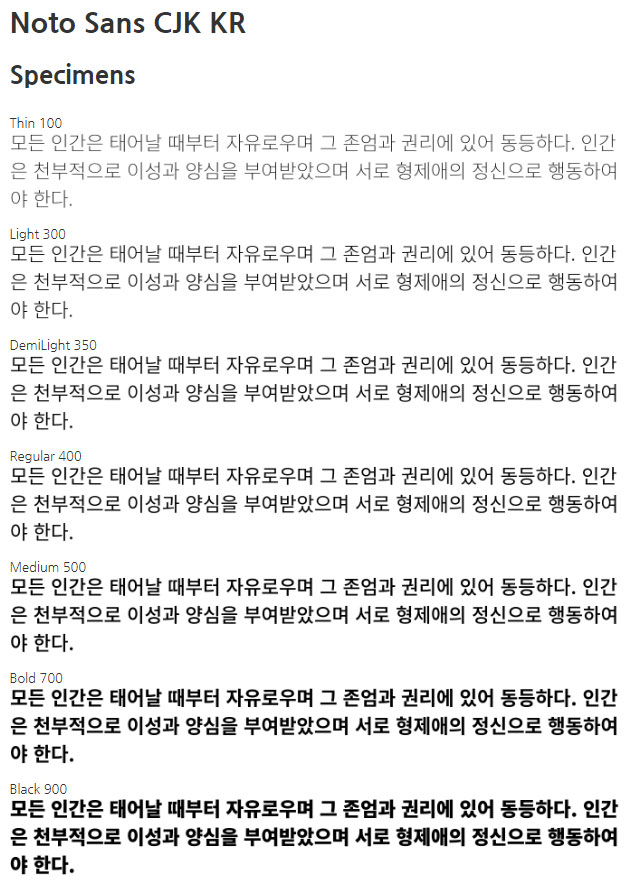 Noto Sans CJK KR
Specimens
Thin 100
모든 인간은 태어날 때부터 자유로우며 그 존엄과 권리에 있어 동등하다. 인간
은 천부적으로 이성과 양심을 부여받았으며 서로 형제애의 정신으로 행동하여
야 한다.
Light 300
모든 인간은 태어날 때부터 자유로우며 그 존엄과 권리에 있어 동등하다. 인간
은 천부적으로 이성과 양심을 부여받았으며 서로 형제애의 정신으로 행동하여
야 한다.
DemiLight 350
모든 인간은 태어날 때부터 자유로우며 그 존엄과 권리에 있어 동등하다. 인간
은 천부적으로 이성과 양심을 부여받았으며 서로 형제애의 정신으로 행동하여
야 한다.
Regular 400
모든 인간은 태어날 때부터 자유로우며 그 존엄과 권리에 있어 동등하다. 인간
은 천부적으로 이성과 양심을 부여받았으며 서로 형제애의 정신으로 행동하여
야 한다.
Medium 500
모든 인간은 태어날 때부터 자유로우며 그 존엄과 권리에 있어 동등하다. 인간
은 천부적으로 이성과 양심을 부여받았으며 서로 형제애의 정신으로 행동하여
야 한다.
Bold 700
모든 인간은 태어날 때부터 자유로우며 그 존엄과 권리에 있어 동등하다. 인간
은 천부적으로 이성과 양심을 부여받았으며 서로 형제애의 정신으로 행동하여
야 한다.
Black 900
모든 인간은 태어날 때부터 자유로우며 그 존엄과 권리에 있어 동등하다. 인간
은 천부적으로 이성과 양심을 부여받았으며 서로 형제애의 정신으로 행동하여
야 한다.